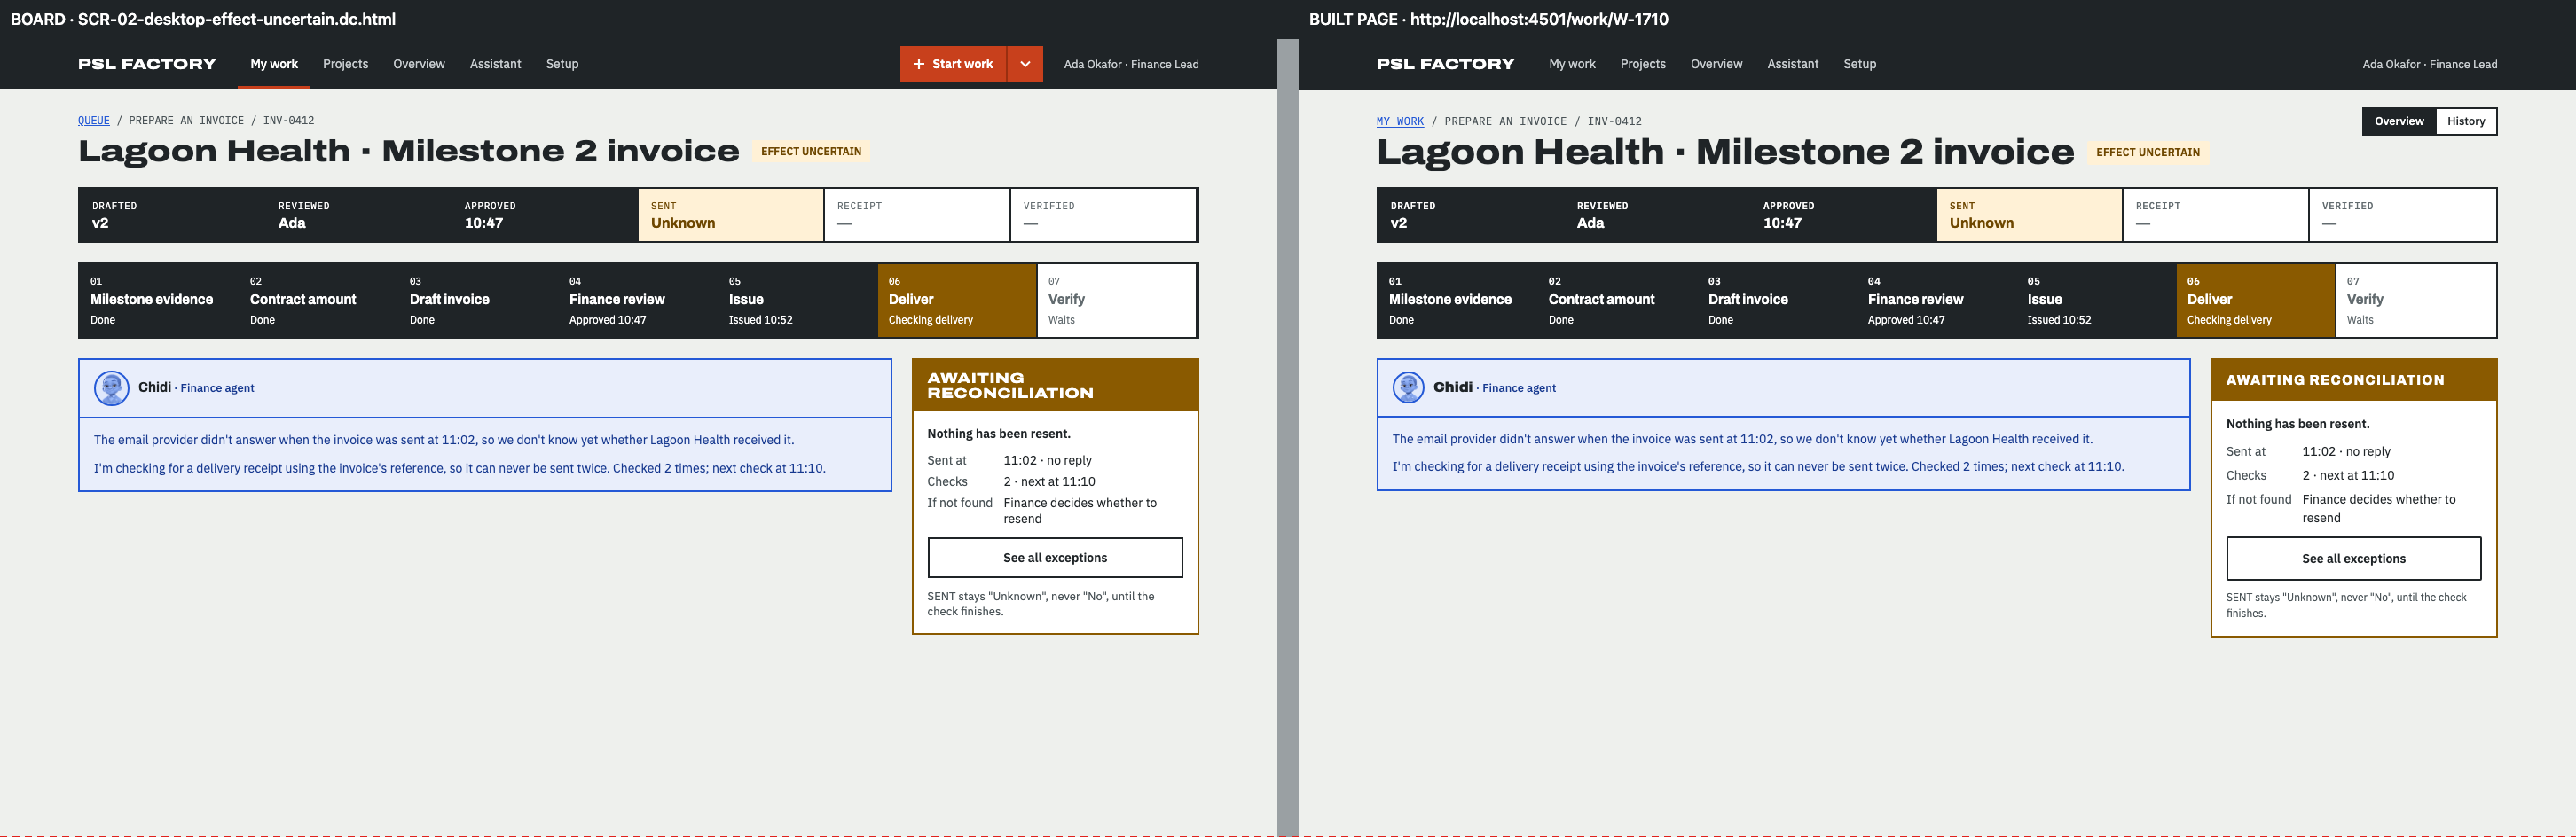 BOARD · SCR-02-desktop-effect-uncertain.dc.html
PSL FACTORY My work Projects Overview Assistant Setup + Start work Ada Okafor · Finance Lead
QUEUE / PREPARE AN INVOICE / INV-0412
Lagoon Health · Milestone 2 invoice EFFECT UNCERTAIN
DRAFTED REVIEWED APPROVED SENT RECEIPT VERIFIED
v2 Ada 10:47 Unknown — —
01 02 03 04 05 06 07
Milestone evidence Contract amount Draft invoice Finance review Issue Deliver Verify
Done Done Done Approved 10:47 Issued 10:52 Checking delivery Waits
Chidi · Finance agent
The email provider didn't answer when the invoice was sent at 11:02, so we don't know yet whether Lagoon Health received it.
I'm checking for a delivery receipt using the invoice's reference, so it can never be sent twice. Checked 2 times; next check at 11:10.
AWAITING
RECONCILIATION
Nothing has been resent.
Sent at 11:02 · no reply
Checks 2 · next at 11:10
If not found Finance decides whether to
resend
See all exceptions
SENT stays "Unknown", never "No", until the
check finishes.
BUILT PAGE · http://localhost:4501/work/W-1710
PSL FACTORY My work Projects Overview Assistant Setup Ada Okafor · Finance Lead
MY WORK / PREPARE AN INVOICE / INV-0412 Overview History
Lagoon Health · Milestone 2 invoice EFFECT UNCERTAIN
DRAFTED REVIEWED APPROVED SENT RECEIPT VERIFIED
v2 Ada 10:47 Unknown — —
01 02 03 04 05 06 07
Milestone evidence Contract amount Draft invoice Finance review Issue Deliver Verify
Done Done Done Approved 10:47 Issued 10:52 Checking delivery Waits
Chidi · Finance agent
The email provider didn't answer when the invoice was sent at 11:02, so we don't know yet whether Lagoon Health received it.
I'm checking for a delivery receipt using the invoice's reference, so it can never be sent twice. Checked 2 times; next check at 11:10.
AWAITING RECONCILIATION
Nothing has been resent.
Sent at 11:02 · no reply
Checks 2 · next at 11:10
If not found Finance decides whether to
resend
See all exceptions
SENT stays "Unknown", never "No", until the check
finishes.